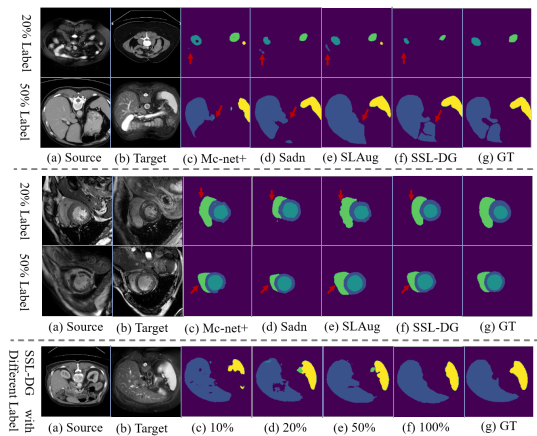 20% Label
50% Label
(a) Source (b) Target (c) Mc-net+ (d) Sadn (e) SLAug (f) SSL-DG (g) GT
20% Label
50% Label
(a) Source (b) Target (c) Mc-net+ (d) Sadn (e) SLAug (f) SSL-DG (g) GT
SSL-DG with
Different Label
(a) Source (b) Target (c) 10% (d) 20% (e) 50% (f) 100% (g) GT